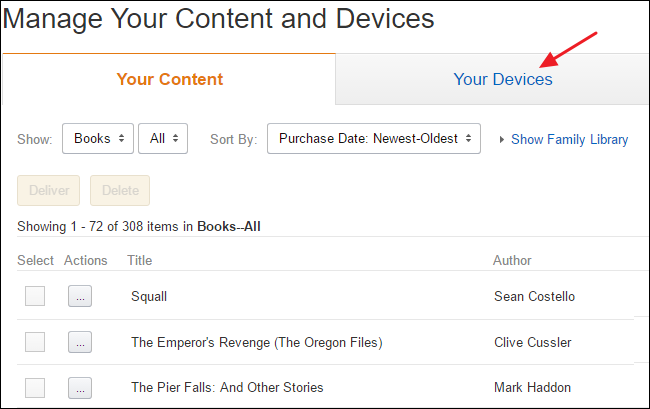 Manage Your Content and Devices
Your Content Your Devices
Show: Books All Sort By: Purchase Date: Newest-Oldest Show Family Library
Deliver Delete
Showing 1 - 72 of 308 items in Books--All
Select Actions Title Author
... Squall Sean Costello
... The Emperor's Revenge (The Oregon Files) Clive Cussler
... The Pier Falls: And Other Stories Mark Haddon